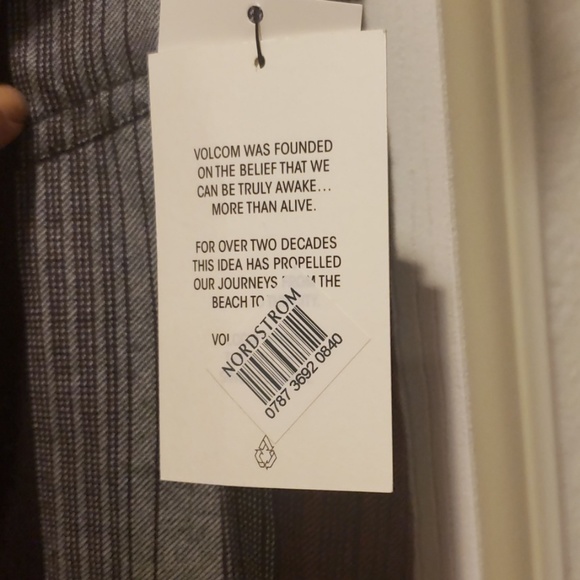 VOLCOM WAS FOUNDED
ON THE BELIEF THAT WE
CAN BE TRULY AWAKE...
MORE THAN ALIVE.
FOR OVER TWO DECADES
THIS IDEA HAS PROPELLED
OUR JOURNEYS THE
BEACH TO
NORDSTROM
0787 3692 0840